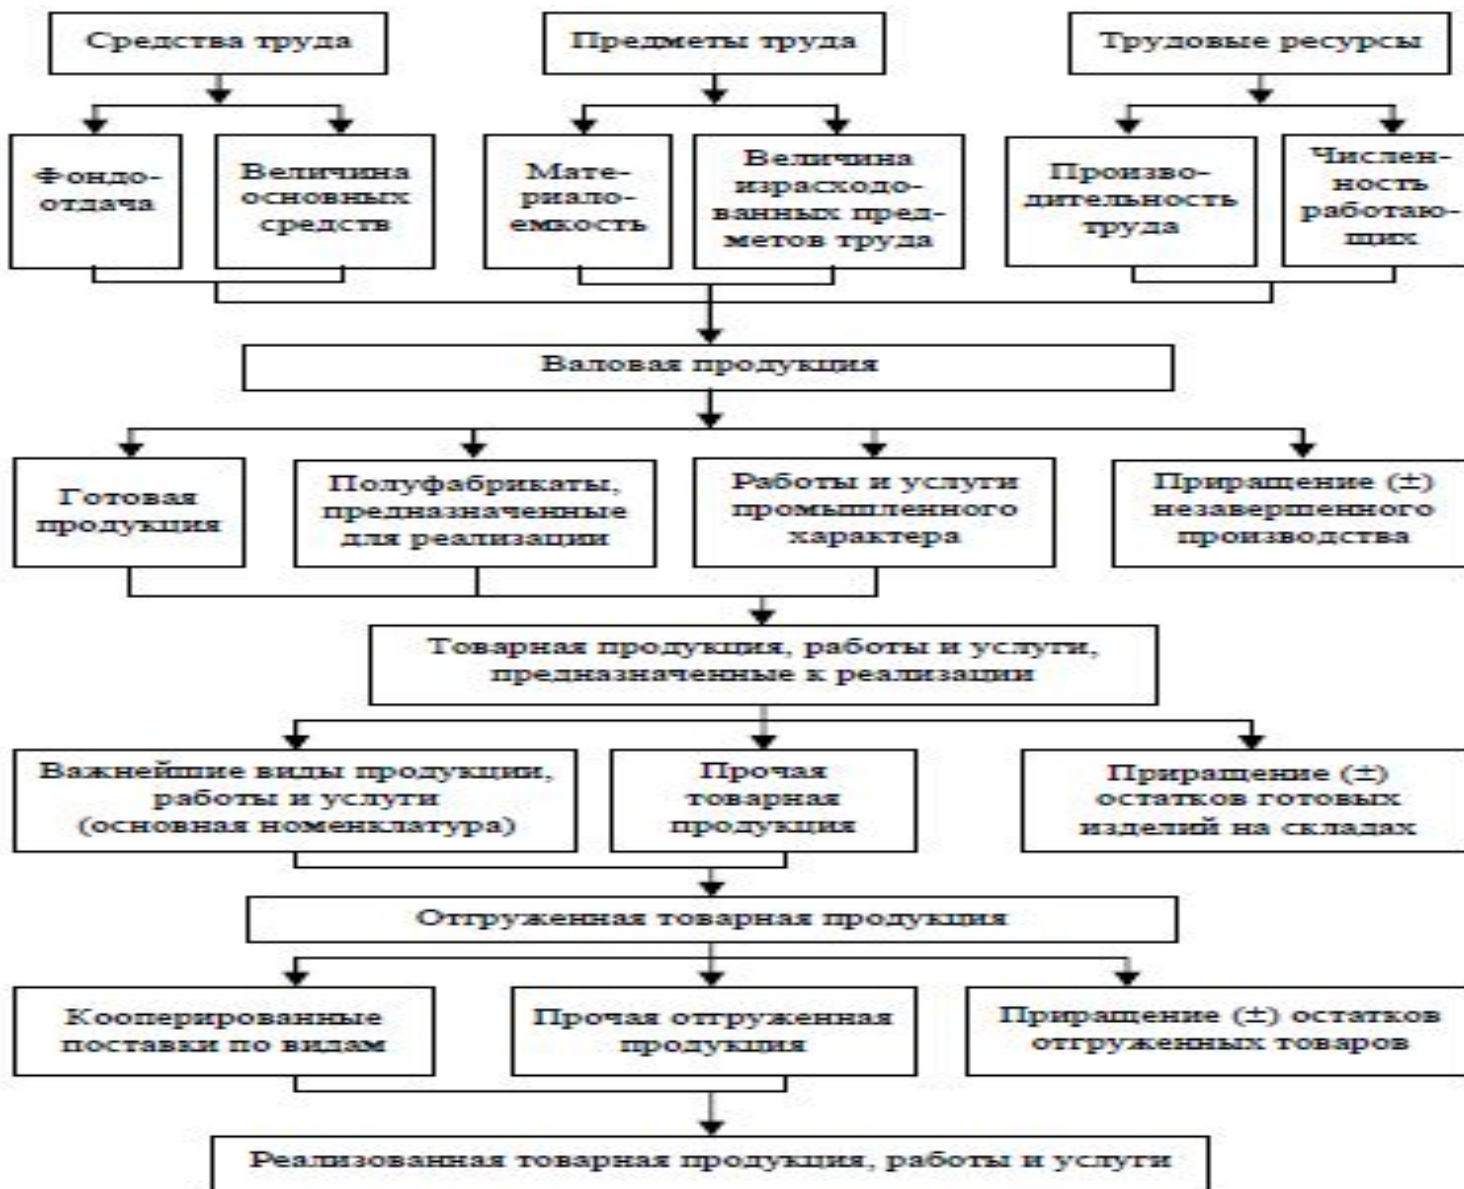 Средства труда
Предметы труда
Трудовые ресурсы
Фондо-
отдача
Величина
основных
средств
Мате-
риало-
емкость
Величина
израсходо-
ванных пред-
метов труда
Произво-
дительность
труда
Числен-
ность
работаю-
щих
Валовая продукция
Готовая
продукция
Полуфабрикаты,
предназначенные
для реализации
Работы и услуги
промышленного
характера
Приращение (±)
незавершенного
производства
Товарная продукция, работы и услуги,
предназначенные к реализации
Важнейшие виды продукции,
работы и услуги
(основная номенклатура)
Прочая
товарная
продукция
Приращение (±)
остатков готовых
изделий на складах
Отгруженная товарная продукция
Кооперированные
поставки по видам
Прочая отгруженная
продукция
Приращение (±) остатков
отгруженных товаров
Реализованная товарная продукция, работы и услуги